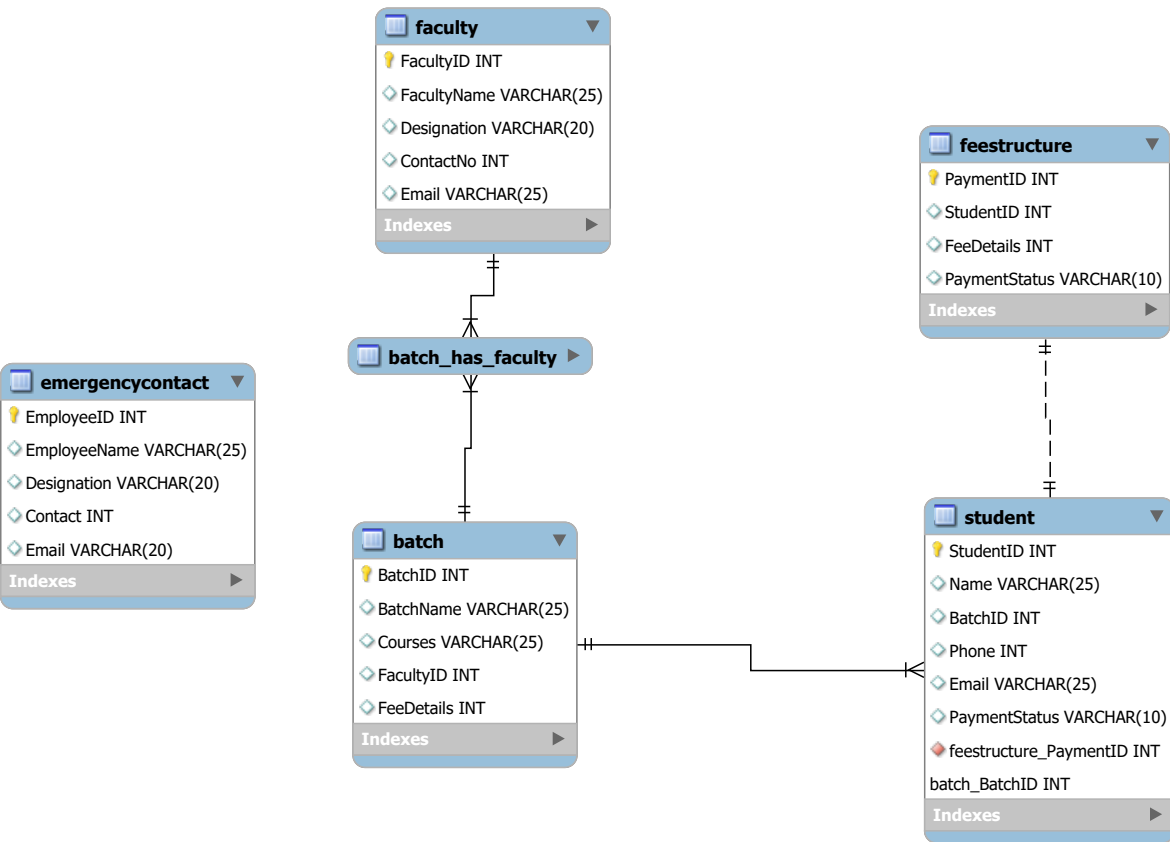 faculty
FacultyID INT
FacultyName VARCHAR(25)
Designation VARCHAR(20)
ContactNo INT
Email VARCHAR(25)
Indexes
feestructure
PaymentID INT
StudentID INT
FeeDetails INT
PaymentStatus VARCHAR(10)
Indexes
batch_has_faculty
emergencycontact
EmployeeID INT
EmployeeName VARCHAR(25)
Designation VARCHAR(20)
Contact INT
Email VARCHAR(20)
Indexes
batch
BatchID INT
BatchName VARCHAR(25)
Courses VARCHAR(25)
FacultyID INT
FeeDetails INT
Indexes
student
StudentID INT
Name VARCHAR(25)
BatchID INT
Phone INT
Email VARCHAR(25)
PaymentStatus VARCHAR(10)
feestructure_PaymentID INT
batch_BatchID INT
Indexes